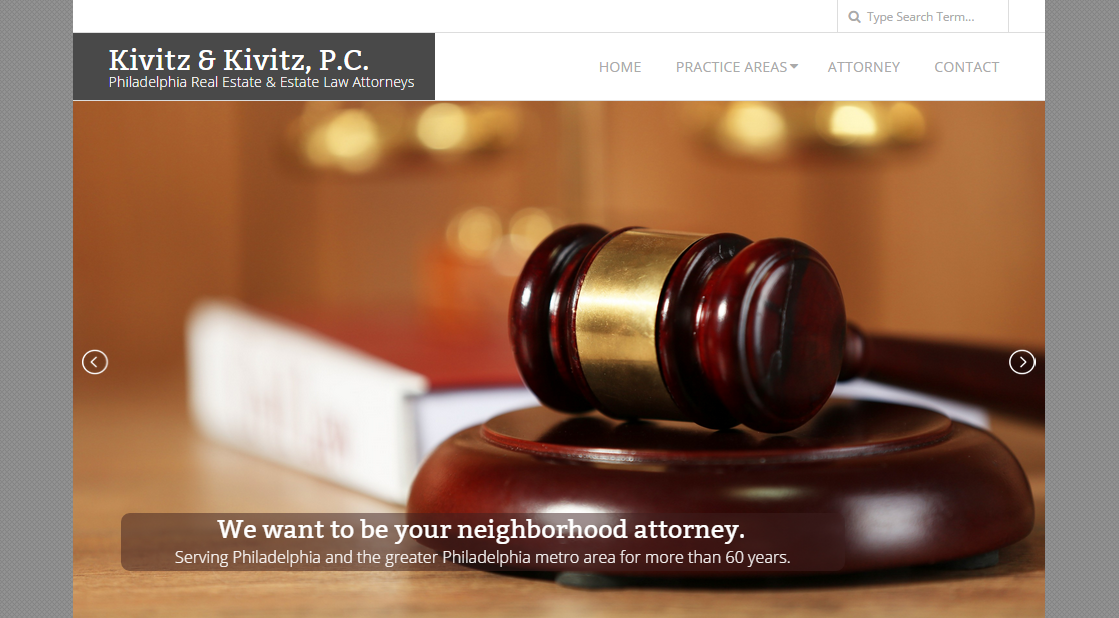 Type Search Term...
Kivitz & Kivitz, P.C.
Philadelphia Real Estate & Estate Law Attorneys
HOME PRACTICE AREAS ATTORNEY CONTACT
We want to be your neighborhood attorney.
Serving Philadelphia and the greater Philadelphia metro area for more than 60 years.